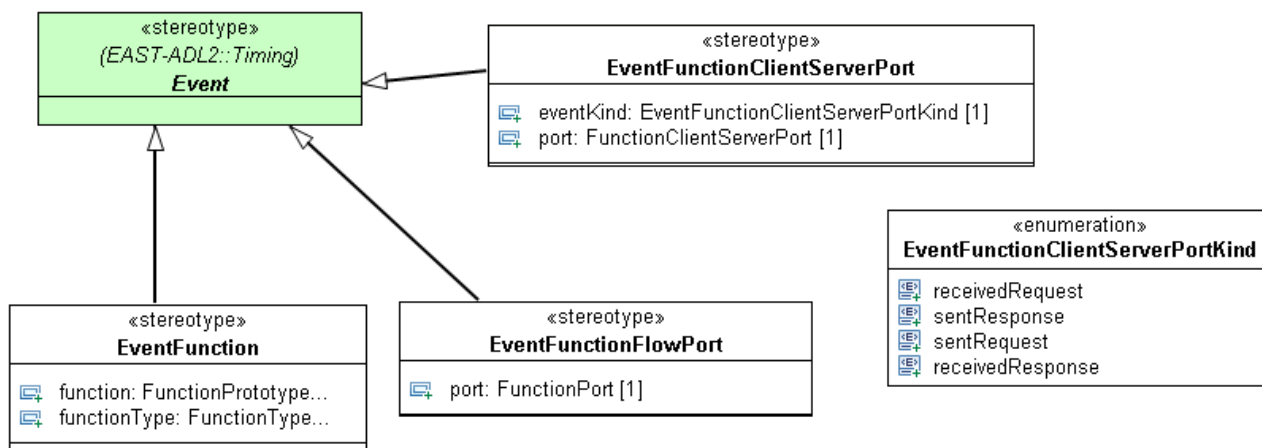 «stereotype»
(EAST-ADL2::Timing)
Event
«stereotype»
EventFunctionClientServerPort
eventKind: EventFunctionClientServerPortKind [1]
port: FunctionClientServerPort [1]
«enumeration»
EventFunctionClientServerPortKind
receivedRequest
sentResponse
sentRequest
receivedResponse
«stereotype»
EventFunction
function: FunctionPrototype...
functionType: FunctionType...
«stereotype»
EventFunctionFlowPort
port: FunctionPort [1]